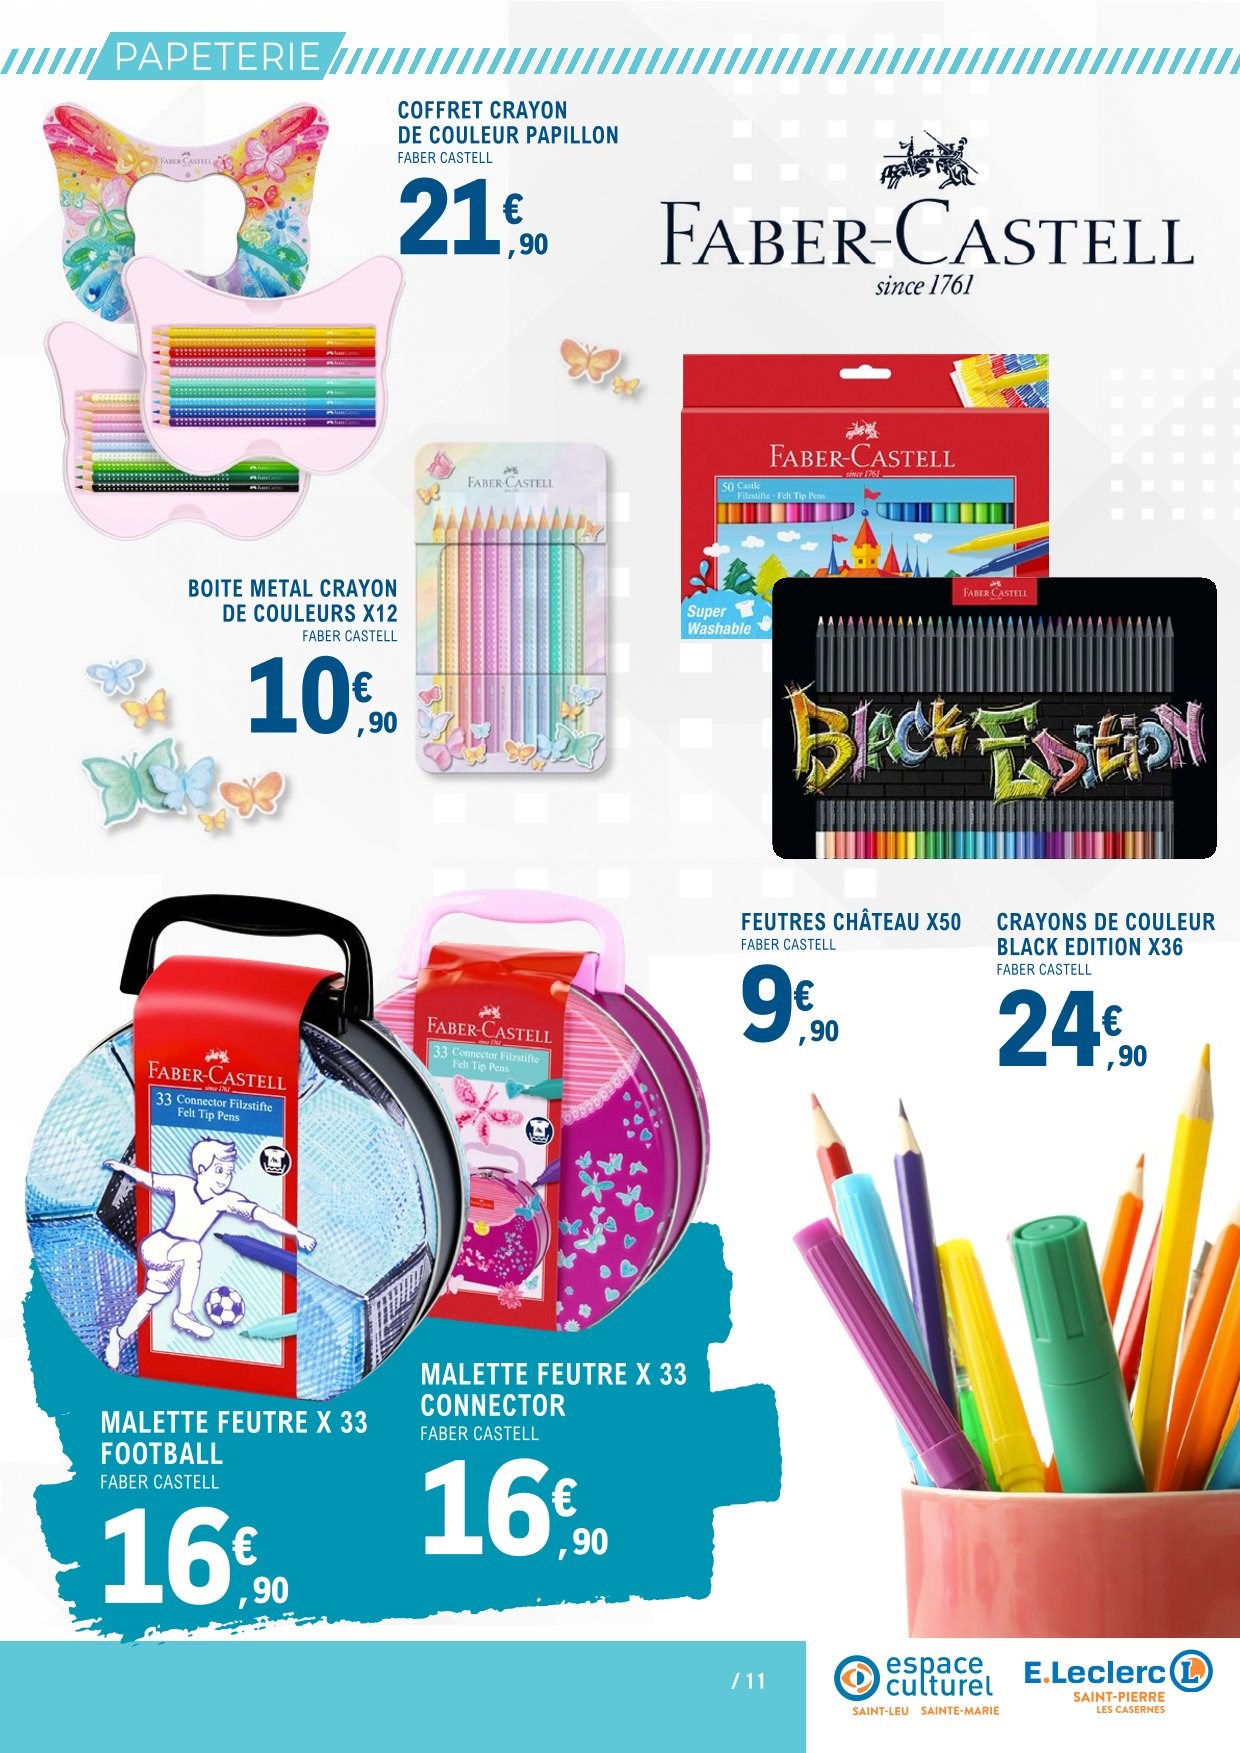 PAPETERIE
COFFRET CRAYON
DE COULEUR PAPILLON
FABER CASTELL
21€,90
FABER-CASTELL
FABER-CASTELL
since 1761
FABER-CASTELL
BOITE METAL CRAYON
DE COULEURS X12
FABER CASTELL
10€,90
FABER-CASTELL
since 1761
50 Castle
Filzstifte · Felt Tip Pens
Super
Washable
FABER-CASTELL
BLACK EDITION
FEUTRES CHÂTEAU X50
FABER CASTELL
9€,90
CRAYONS DE COULEUR
BLACK EDITION X36
FABER CASTELL
24€,90
FABER-CASTELL
since 1761
33 Connector Filzstifte
Felt Tip Pens
FABER-CASTELL
since 1761
33 Connector Filzstifte
Felt Tip Pens
MALETTE FEUTRE X 33
CONNECTOR
FABER CASTELL
16€,90
MALETTE FEUTRE X 33
FOOTBALL
FABER CASTELL
16€,90
/ 11
espace
culturel
SAINT-LEU SAINTE-MARIE
E.Leclerc L
SAINT-PIERRE
LES CASERNES